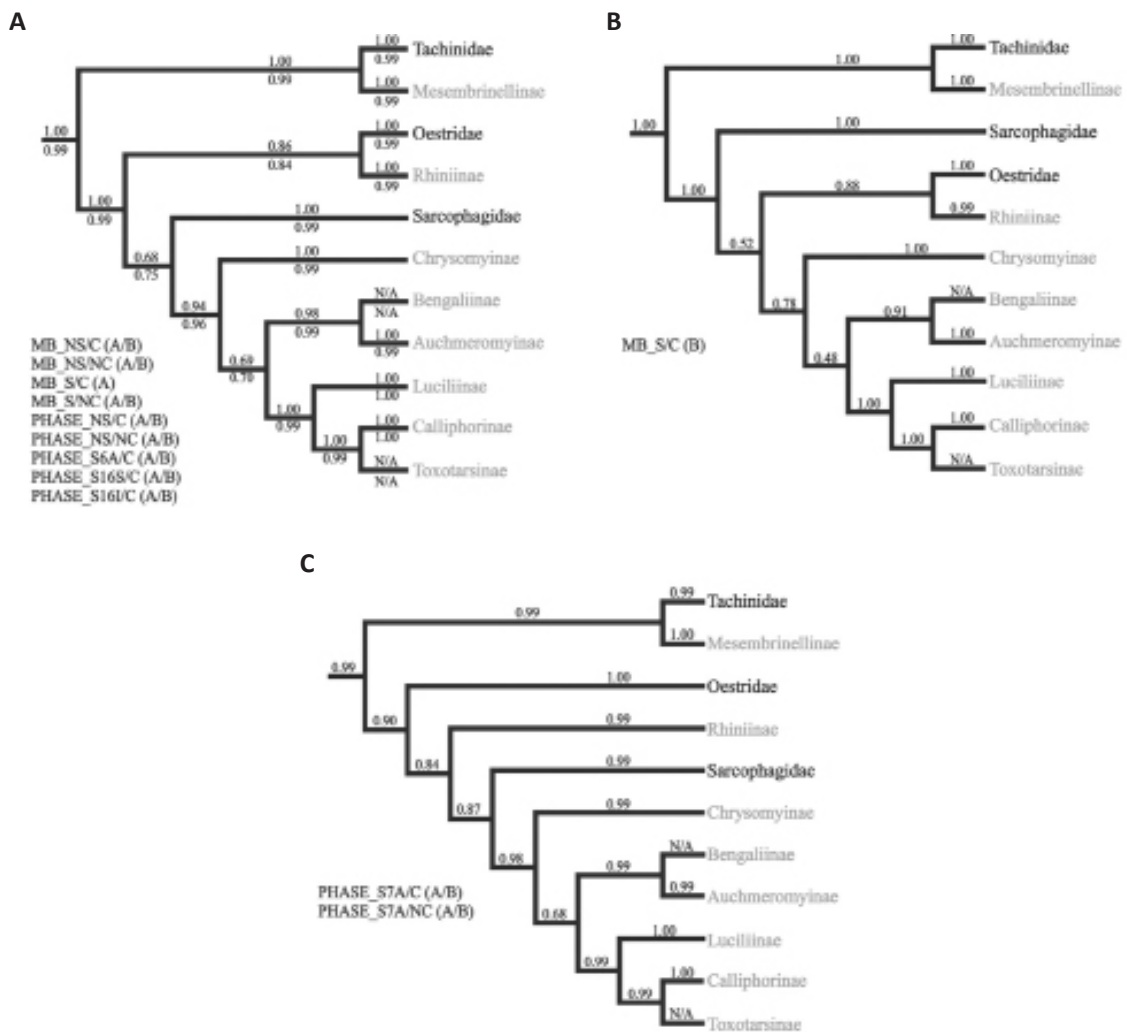 A
1.00
0.99
1.00
0.99
1.00
0.99
Tachinidae
1.00
0.99
Mesembrinellinae
1.00
0.99
0.86
0.84
1.00
0.99
Oestridae
1.00
0.99
Rhiniinae
0.68
0.75
1.00
0.99
Sarcophagidae
0.94
0.96
1.00
0.99
Chrysomyinae
0.69
0.70
0.98
0.99
N/A
N/A
Bengaliinae
1.00
0.99
Auchmeromyinae
1.00
0.99
1.00
1.00
Luciliinae
1.00
0.99
1.00
1.00
Calliphorinae
N/A
N/A
Toxotarsinae
MB_NS/C (A/B)
MB_NS/NC (A/B)
MB_S/C (A)
MB_S/NC (A/B)
PHASE_NS/C (A/B)
PHASE_NS/NC (A/B)
PHASE_S6A/C (A/B)
PHASE_S16S/C (A/B)
PHASE_S16I/C (A/B)
B
1.00
1.00
1.00
Tachinidae
1.00
Mesembrinellinae
1.00
1.00
Sarcophagidae
0.52
0.88
1.00
Oestridae
0.99
Rhiniinae
0.78
1.00
Chrysomyinae
0.48
0.91
N/A
Bengaliinae
1.00
Auchmeromyinae
1.00
1.00
Luciliinae
1.00
1.00
Calliphorinae
N/A
Toxotarsinae
MB_S/C (B)
C
0.99
0.99
0.99
Tachinidae
1.00
Mesembrinellinae
0.90
1.00
Oestridae
0.84
0.99
Rhiniinae
0.87
0.99
Sarcophagidae
0.98
0.99
Chrysomyinae
0.68
0.99
N/A
Bengaliinae
0.99
Auchmeromyinae
0.99
1.00
Luciliinae
0.99
1.00
Calliphorinae
N/A
Toxotarsinae
PHASE_S7A/C (A/B)
PHASE_S7A/NC (A/B)